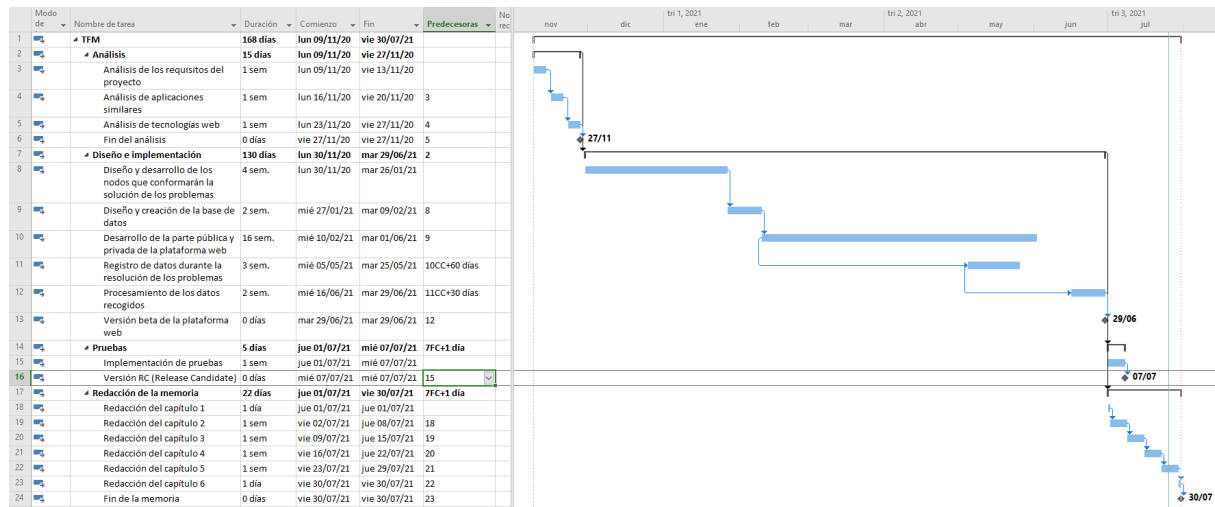 Modo de	Nombre de tarea	Duración	Comienzo	Fin	Predecesoras	No rec	nov	dic	tri 1, 2021	ene	feb	mar	tri 2, 2021	abr	may	jun	tri 3, 2021	jul
1	TFM	168 días	lun 09/11/20	vie 30/07/21
2	Análisis	15 días	lun 09/11/20	vie 27/11/20
3	Análisis de los requisitos del	1 sem	lun 09/11/20	vie 13/11/20
proyecto
4	Análisis de aplicaciones	1 sem	lun 16/11/20	vie 20/11/20	3
similares
5	Análisis de tecnologías web	1 sem	lun 23/11/20	vie 27/11/20	4
6	Fin del análisis	0 días	vie 27/11/20	vie 27/11/20	5	27/11
7	Diseño e implementación	130 días	lun 30/11/20	mar 29/06/21	2
8	Diseño y desarrollo de los	4 sem.	lun 30/11/20	mar 26/01/21
nodos que conformarán la
solución de los problemas
9	Diseño y creación de la base de	2 sem.	mié 27/01/21	mar 09/02/21	8
datos
10	Desarrollo de la parte pública y	16 sem.	mié 10/02/21	mar 01/06/21	9
privada de la plataforma web
11	Registro de datos durante la	3 sem.	mié 05/05/21	mar 25/05/21	10CC+60 días
resolución de los problemas
12	Procesamiento de los datos	2 sem.	mié 16/06/21	mar 29/06/21	11CC+30 días
recogidos
13	Versión beta de la plataforma	0 días	mar 29/06/21	mar 29/06/21	12	29/06
web
14	Pruebas	5 días	jue 01/07/21	mié 07/07/21	7FC+1 día
15	Implementación de pruebas	1 sem	jue 01/07/21	mié 07/07/21
16	Versión RC (Release Candidate)	0 días	mié 07/07/21	mié 07/07/21	15	07/07
17	Redacción de la memoria	22 días	jue 01/07/21	vie 30/07/21	7FC+1 día
18	Redacción del capítulo 1	1 día	jue 01/07/21	jue 01/07/21
19	Redacción del capítulo 2	1 sem	vie 02/07/21	jue 08/07/21	18
20	Redacción del capítulo 3	1 sem	vie 09/07/21	jue 15/07/21	19
21	Redacción del capítulo 4	1 sem	vie 16/07/21	jue 22/07/21	20
22	Redacción del capítulo 5	1 sem	vie 23/07/21	jue 29/07/21	21
23	Redacción del capítulo 6	1 día	vie 30/07/21	vie 30/07/21	22
24	Fin de la memoria	0 días	vie 30/07/21	vie 30/07/21	23	30/07